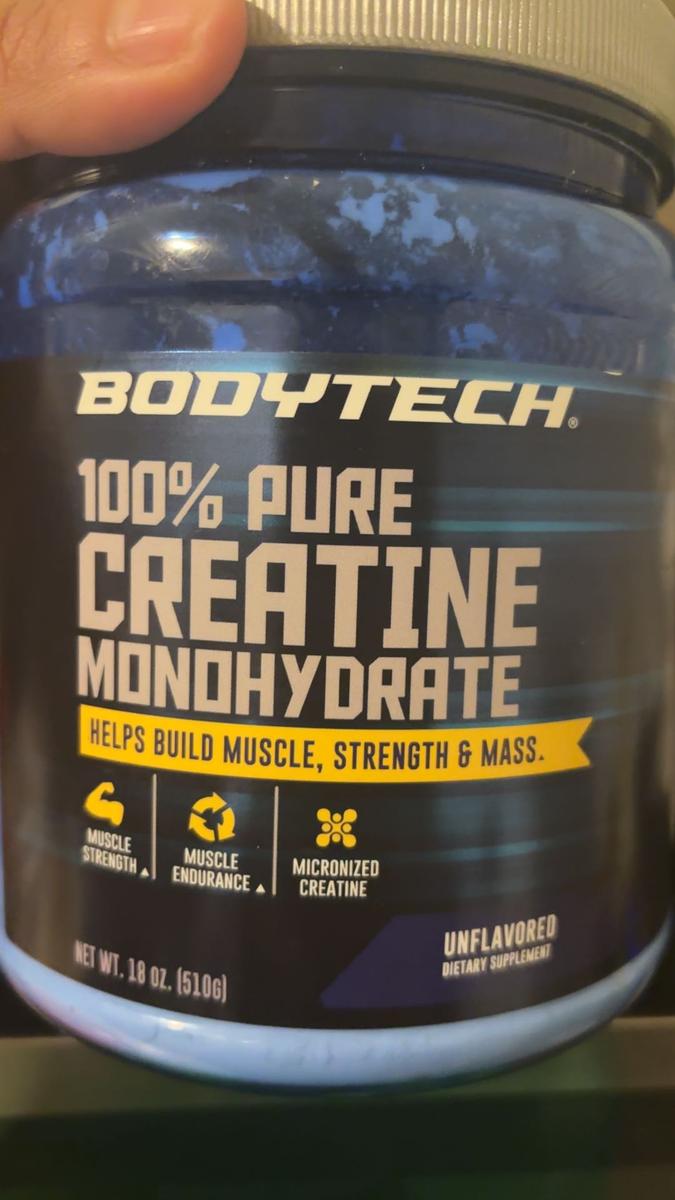 BODYTECH®
100% PURE
CREATINE
MONOHYDRATE
HELPS BUILD MUSCLE, STRENGTH & MASS.
MUSCLE
STRENGTH▲
MUSCLE
ENDURANCE▲
MICRONIZED
CREATINE
UNFLAVORED
DIETARY SUPPLEMENT
NET WT. 18 OZ. (510G)